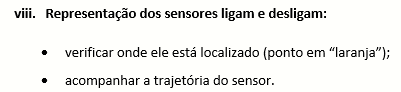 viii. Representação dos sensores ligam e desligam:
• verificar onde ele está localizado (ponto em “laranja”);
• acompanhar a trajetória do sensor.